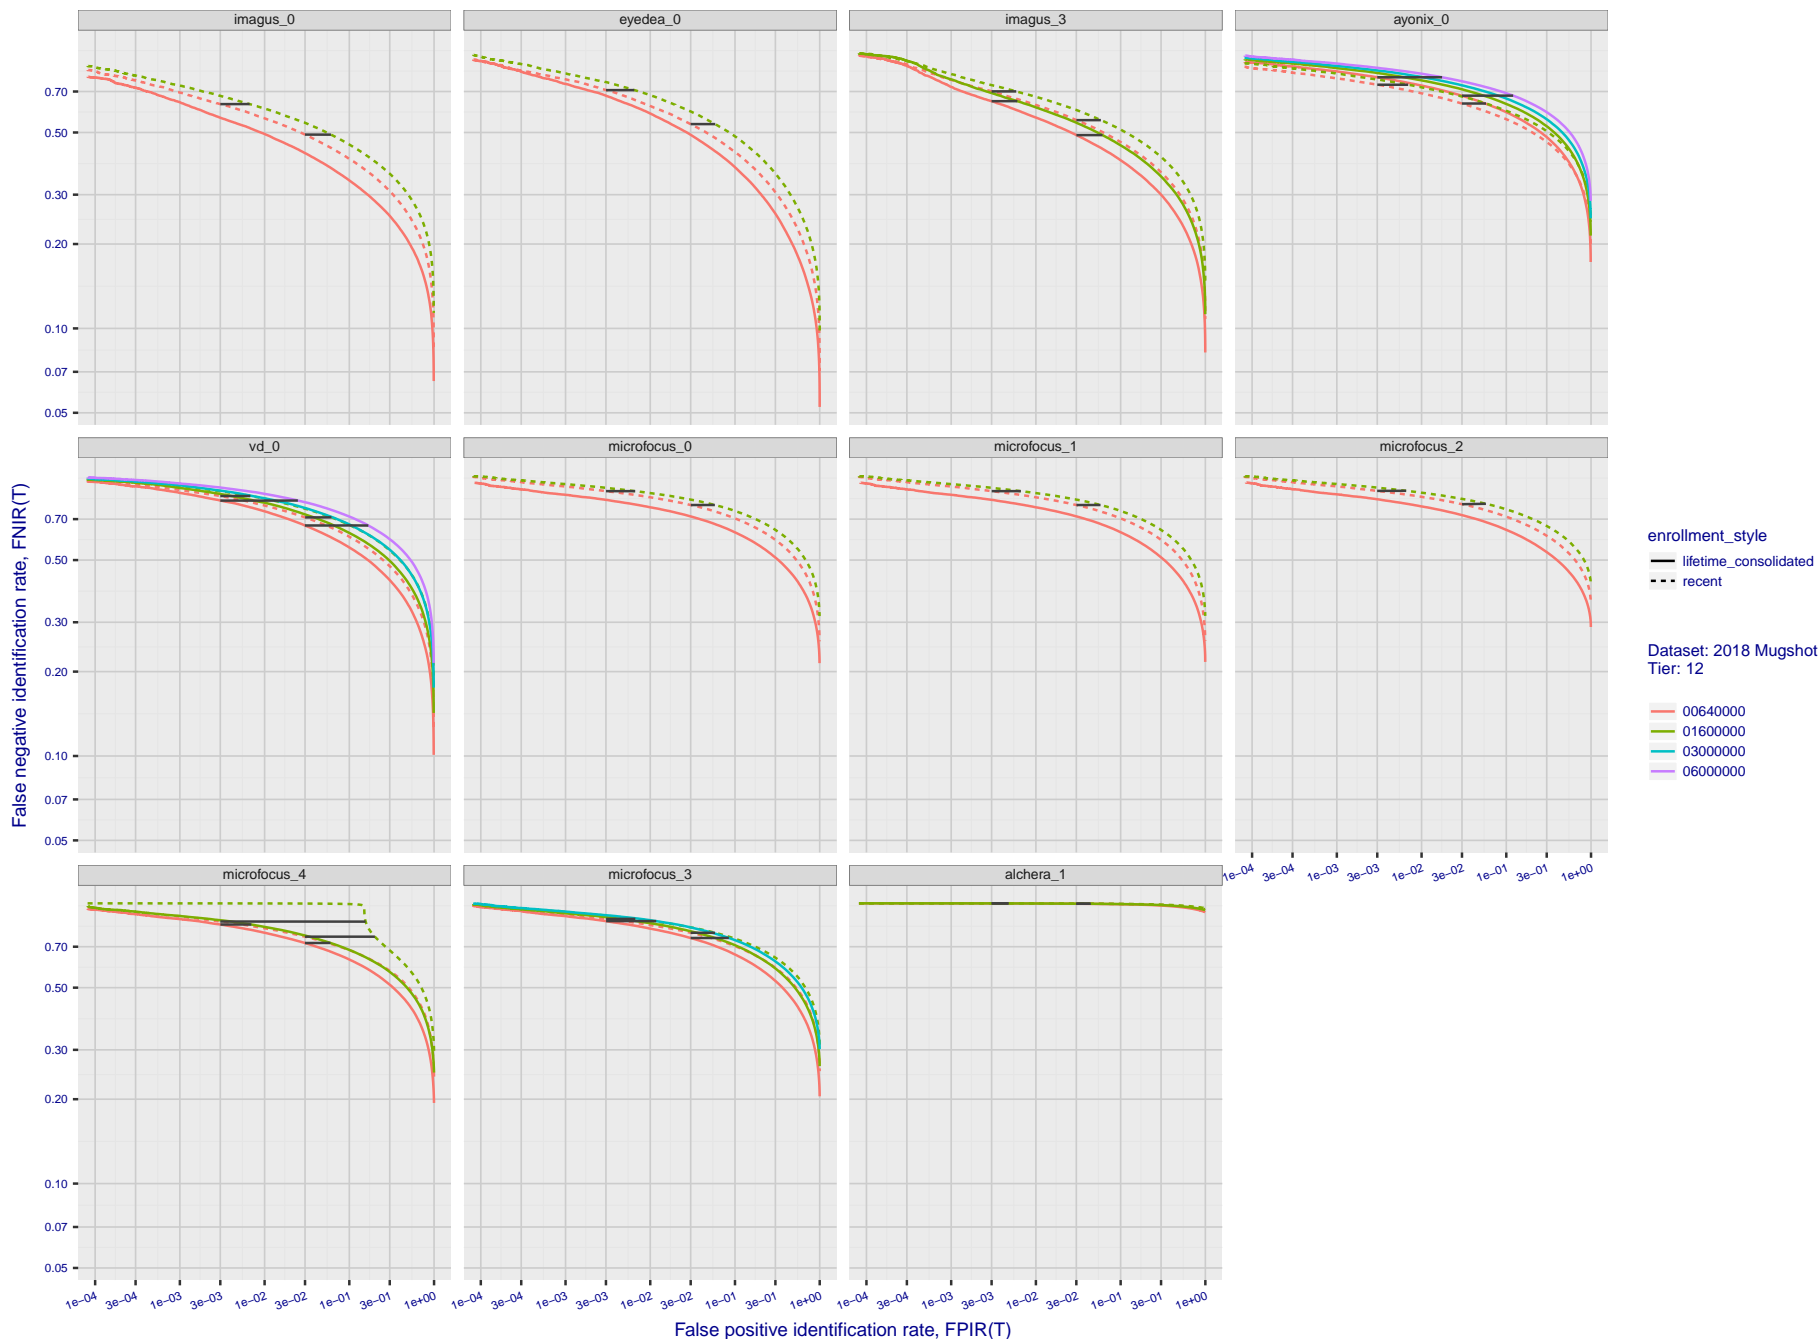 imagus_0
eyedea_0
imagus_3
ayonix_0
0.70
0.50
0.30
0.20
0.10
0.07
0.05
vd_0
microfocus_0
microfocus_1
microfocus_2
0.70
0.50
0.30
0.20
0.10
0.07
0.05
1e−04 3e−04 1e−03 3e−03 1e−02 3e−02 1e−01 3e−01 1e+00
microfocus_4
microfocus_3
alchera_1
0.70
0.50
0.30
0.20
0.10
0.07
0.05
1e−04 3e−04 1e−03 3e−03 1e−02 3e−02 1e−01 3e−01 1e+00
1e−04 3e−04 1e−03 3e−03 1e−02 3e−02 1e−01 3e−01 1e+00
1e−04 3e−04 1e−03 3e−03 1e−02 3e−02 1e−01 3e−01 1e+00
False positive identification rate, FPIR(T)
False negative identification rate, FNIR(T)
enrollment_style
lifetime_consolidated
recent
Dataset: 2018 Mugshot
Tier: 12
00640000
01600000
03000000
06000000